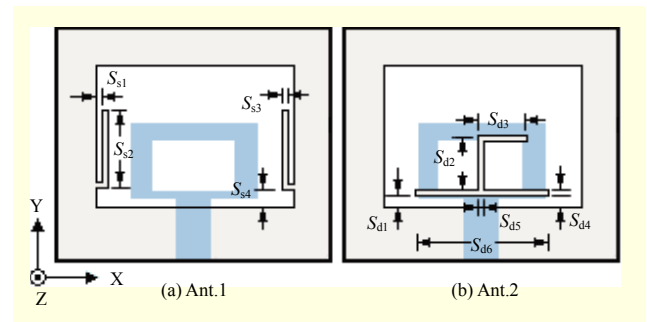 Ss1
Ss3
Ss2
Ss4
Sd3
Sd2
Sd1
Sd5
Sd4
Sd6
Y
X
Z
(a) Ant.1
(b) Ant.2